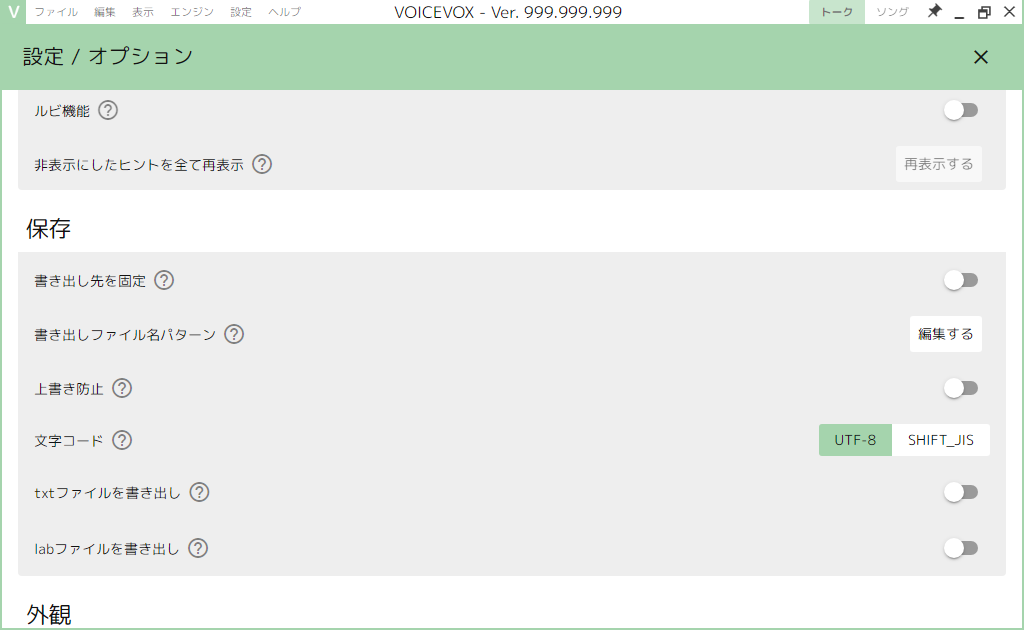 V ファイル 編集 表示 エンジン 設定 ヘルプ VOICEVOX - Ver. 999.999.999 トーク ソング
設定 / オプション
ルビ機能
非表示にしたヒントを全て再表示 再表示する
保存
書き出し先を固定
書き出しファイル名パターン 編集する
上書き防止
文字コード UTF-8 SHIFT_JIS
txtファイルを書き出し
labファイルを書き出し
外観